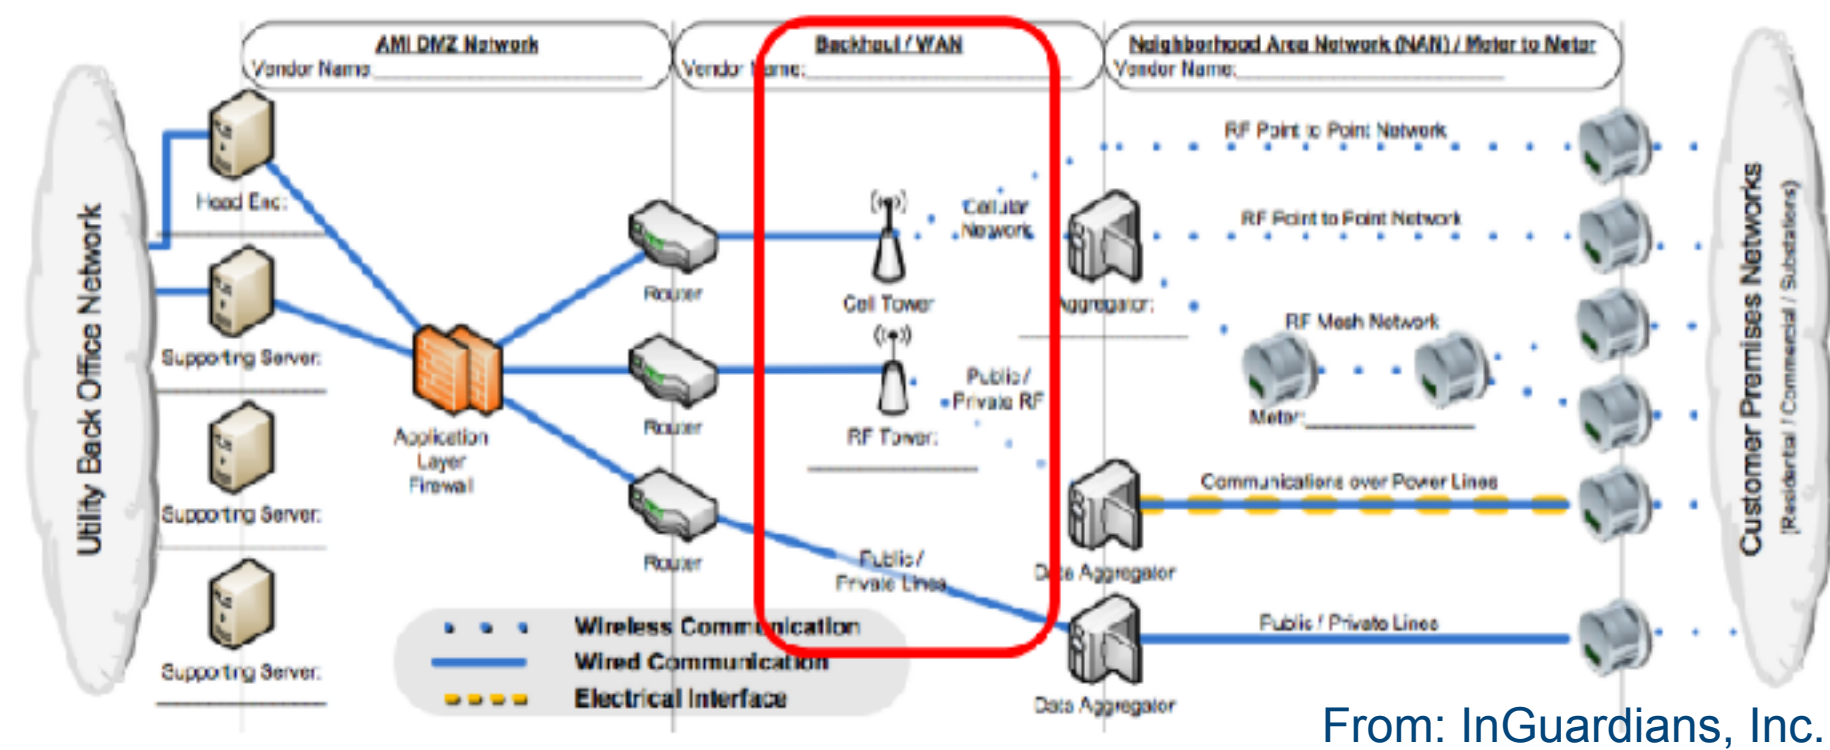 AMI DMZ Network
Vendor Name:
Backhaul / WAN
Vendor Name:
Neighborhood Area Network (NAN) / Meter to Meter
Vendor Name:
Utility Back Office Network
Head End:
Supporting Server:
Supporting Server:
Supporting Server:
Application
Layer
Firewall
Router
Router
Router
Cellular
Network
Cell Tower
Public /
Private RF
RF Tower:
Public /
Private Lines
Aggregator:
Data Aggregator
Data Aggregator
RF Point to Point Network
RF Point to Point Network
RF Mesh Network
Meter:
Communications over Power Lines
Public / Private Lines
Customer Premises Networks
(Residental / Commercial / Substations)
Wireless Communication
Wired Communication
Electrical Interface
From: InGuardians, Inc.